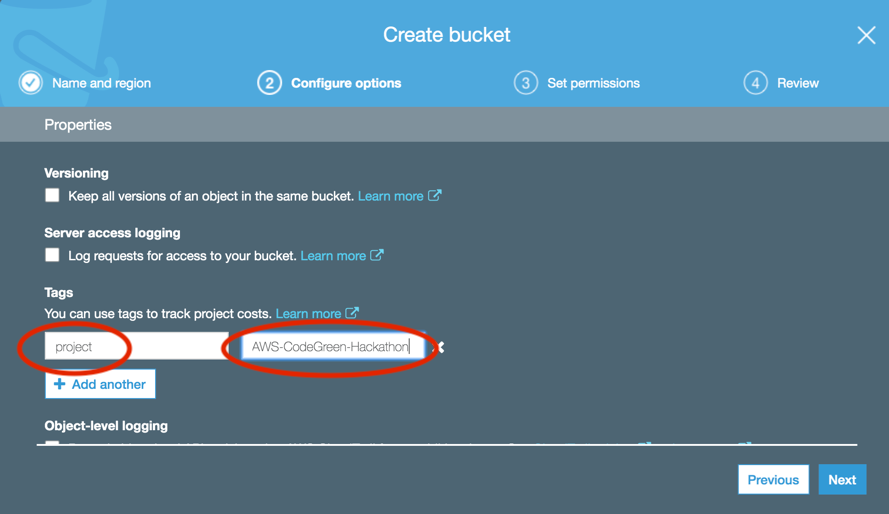 Create bucket
Name and region
2 Configure options
3 Set permissions
4 Review
Properties
Versioning
Keep all versions of an object in the same bucket. Learn more
Server access logging
Log requests for access to your bucket. Learn more
Tags
You can use tags to track project costs. Learn more
project AWS-CodeGreen-Hackathon
Add another
Object-level logging
Previous Next